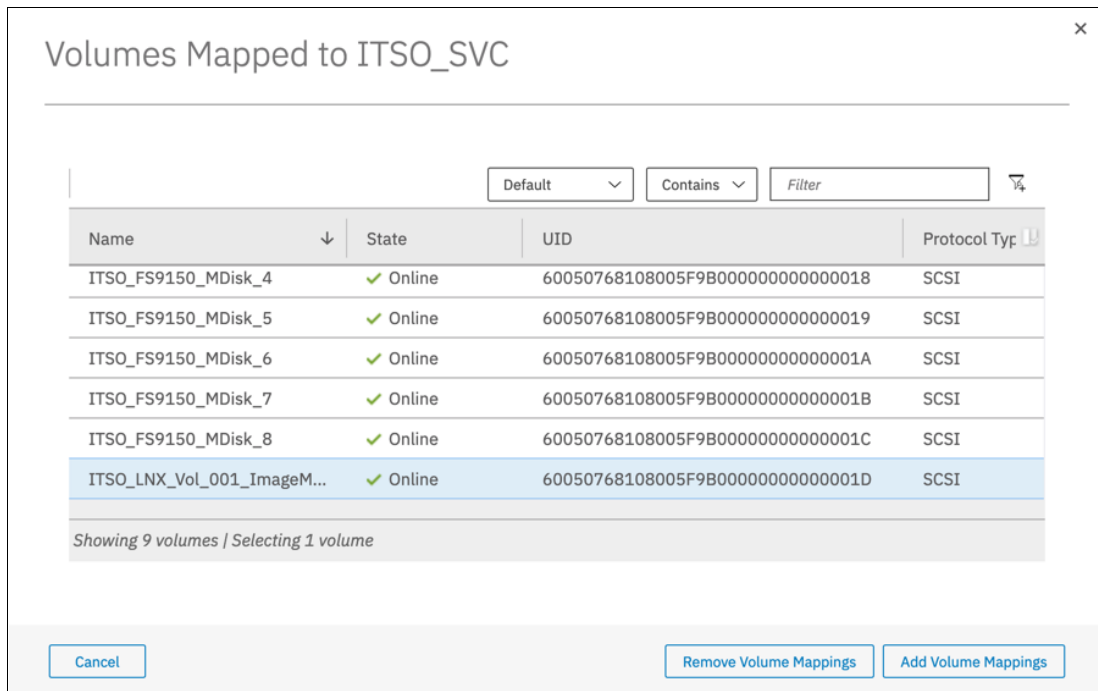 ×
Volumes Mapped to ITSO_SVC
Default Contains Filter
Name State UID Protocol Typ
ITSO_FS9150_MDisk_4 Online 60050768108005F9B000000000000018 SCSI
ITSO_FS9150_MDisk_5 Online 60050768108005F9B000000000000019 SCSI
ITSO_FS9150_MDisk_6 Online 60050768108005F9B00000000000001A SCSI
ITSO_FS9150_MDisk_7 Online 60050768108005F9B00000000000001B SCSI
ITSO_FS9150_MDisk_8 Online 60050768108005F9B00000000000001C SCSI
ITSO_LNX_Vol_001_ImageM... Online 60050768108005F9B00000000000001D SCSI
Showing 9 volumes | Selecting 1 volume
Cancel Remove Volume Mappings Add Volume Mappings